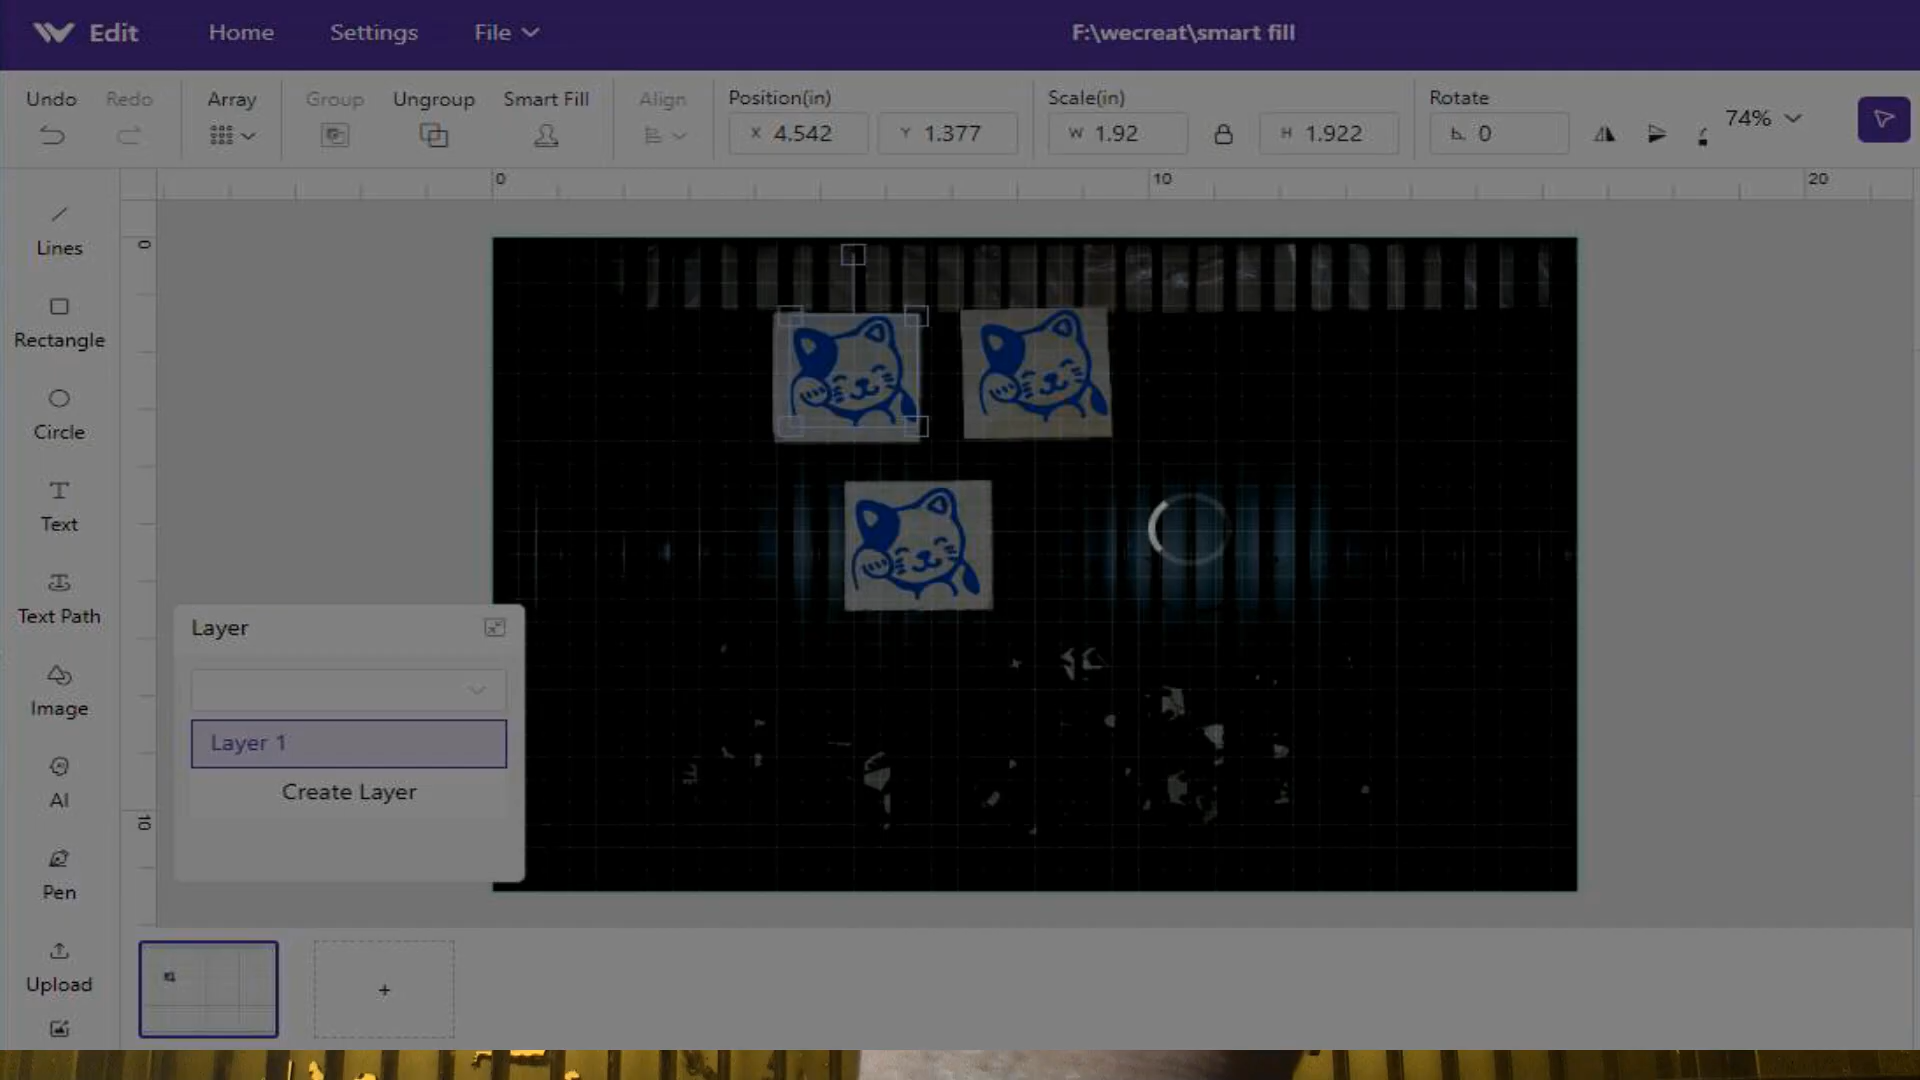 Edit Home Settings File F:\wecreat\smart fill
Undo Redo Array Group Ungroup Smart Fill Align Position(in) Scale(in) Rotate 74%
X 4.542 Y 1.377 W 1.92 H 1.922 0
0 10 20
0
10
Lines
Rectangle
Circle
Text
Text Path
Image
AI
Pen
Upload
Layer
Layer 1
Create Layer
+